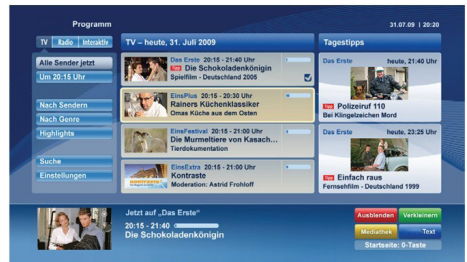 Programm
31.07.09 | 20:20
TV Radio Interaktiv
TV – heute, 31. Juli 2009
Tagestipps
Alle Sender jetzt
Um 20:15 Uhr
Nach Sendern
Nach Genre
Highlights
Suche
Einstellungen
Das Erste 20:15 - 21:40 Uhr
Tipp Die Schokoladenkönigin
Spielfilm - Deutschland 2005
EinsPlus 20:15 - 20:30 Uhr
Rainers Küchenklassiker
Omas Küche aus dem Osten
EinsFestival 20:15 - 21:00 Uhr
Die Murmeltiere von Kasach...
Tierdokumentation
EinsExtra 20:15 - 21:00 Uhr
Kontraste
Moderation: Astrid Frohloff
Das Erste heute, 21:40 Uhr
Tipp Polizeiruf 110
Bei Klingelzeichen Mord
Das Erste heute, 23:25 Uhr
Tipp Einfach raus
Fernsehfilm - Deutschland 1999
Jetzt auf „Das Erste“
20:15 - 21:40
Die Schokoladenkönigin
Ausblenden Verkleinern
Mediathek Text
Startseite: 0-Taste